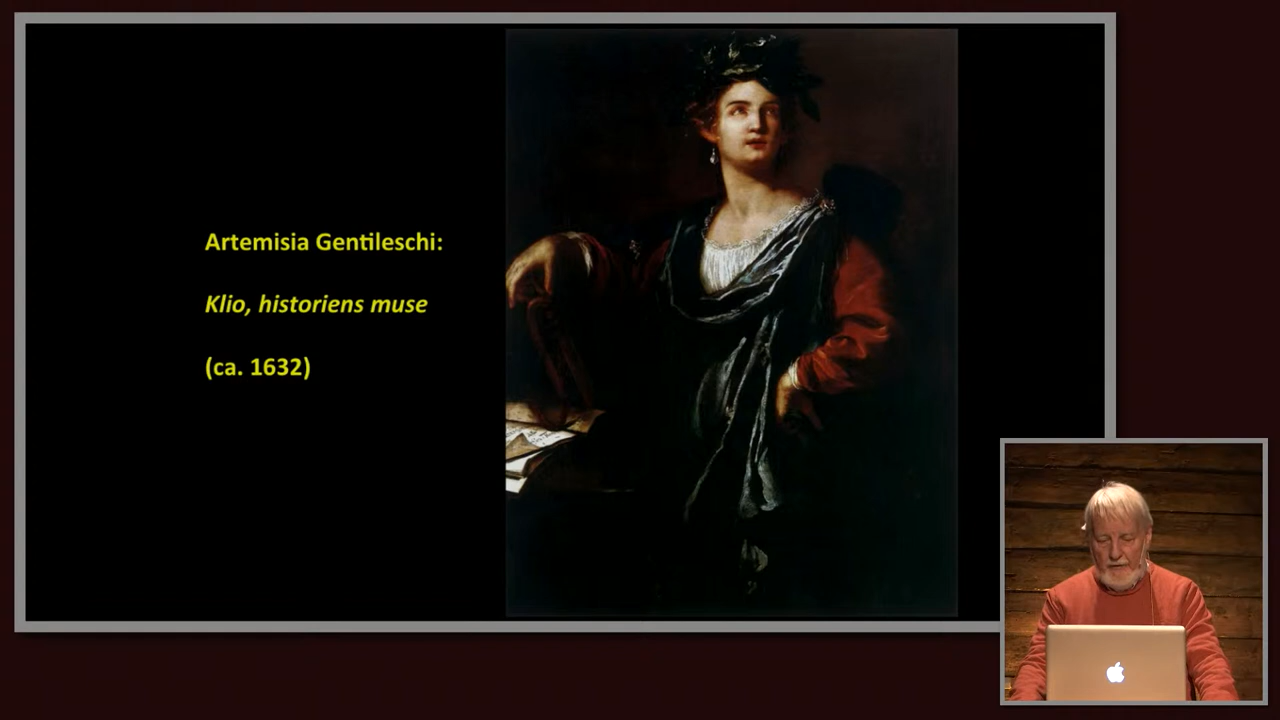 Artemisia Gentileschi:
Klio, historiens muse
(ca. 1632)